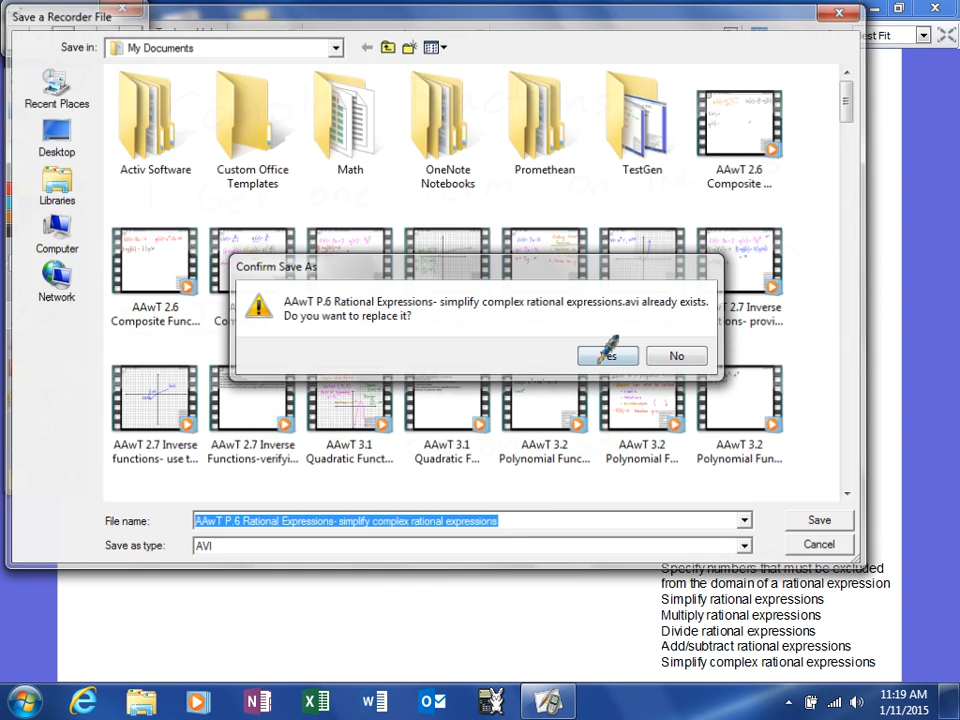 Save a Recorder File
est Fit
Save in:
My Documents
Recent Places
Desktop
Libraries
Computer
Network
Activ Software
Custom Office
Templates
Math
OneNote
Notebooks
Promethean
TestGen
AAwT 2.6
Composite ...
AAwT 2.6
Composite Func...
2.7 Inverse
ns- provi...
Confirm Save As
AAwT P.6 Rational Expressions- simplify complex rational expressions.avi already exists.
Do you want to replace it?
Yes
No
AAwT 2.7 Inverse
functions- use t...
AAwT 2.7 Inverse
Functions-verifyi...
AAwT 3.1
Quadratic Funct...
AAwT 3.1
Quadratic F...
AAwT 3.2
Polynomial Func...
AAwT 3.2
Polynomial F...
AAwT 3.2
Polynomial Fun...
File name:
AAwT P.6 Rational Expressions- simplify complex rational expressions
Save
Save as type:
AVI
Cancel
Specify numbers that must be excluded
from the domain of a rational expression
Simplify rational expressions
Multiply rational expressions
Divide rational expressions
Add/subtract rational expressions
Simplify complex rational expressions
11:19 AM
1/11/2015